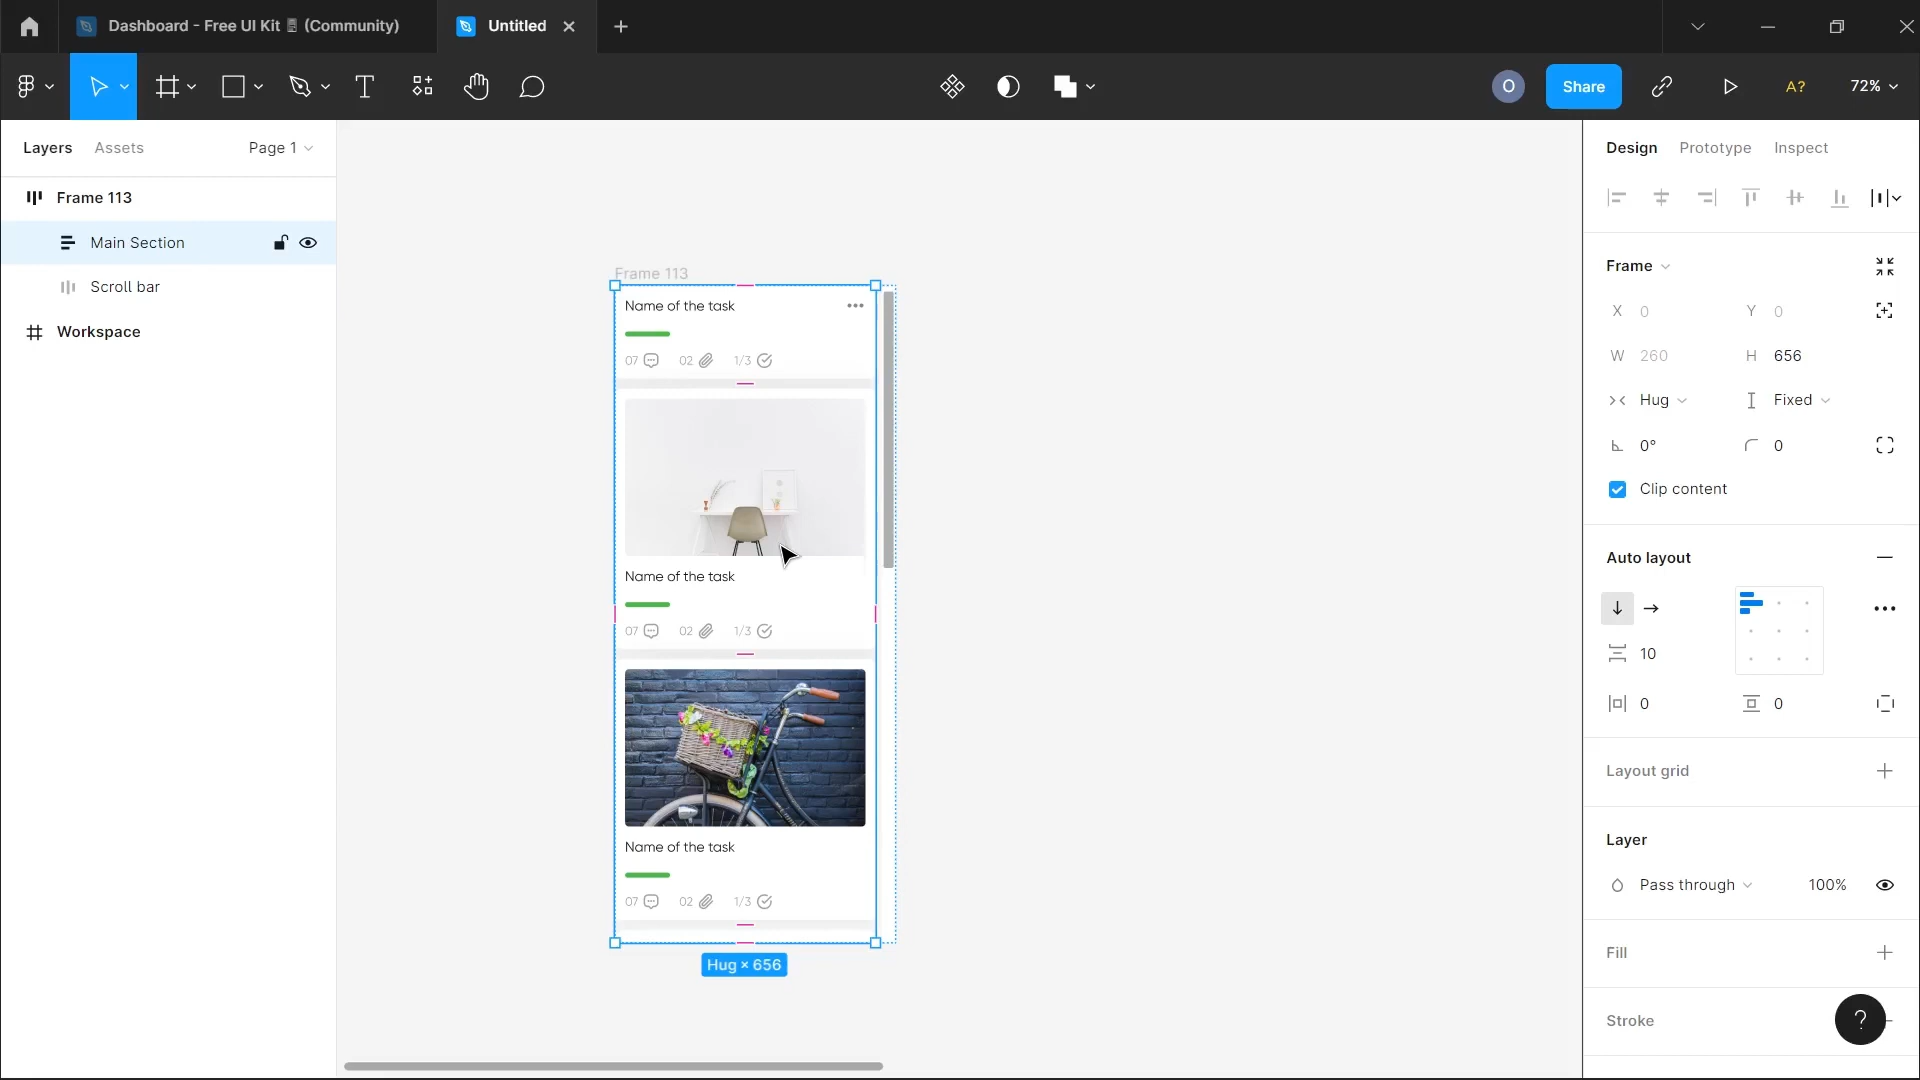 Dashboard - Free UI Kit 🖥 (Community)
Untitled
O
Share
A?
72%
Layers
Assets
Page 1
Frame 113
Main Section
Scroll bar
Workspace
Frame 113
Name of the task
07
02
1/3
Name of the task
07
02
1/3
Name of the task
07
02
1/3
Hug × 656
Design
Prototype
Inspect
Frame
X 0
Y 0
W 260
H 656
Hug
Fixed
0°
0
Clip content
Auto layout
10
0
0
Layout grid
Layer
Pass through
100%
Fill
Stroke
?